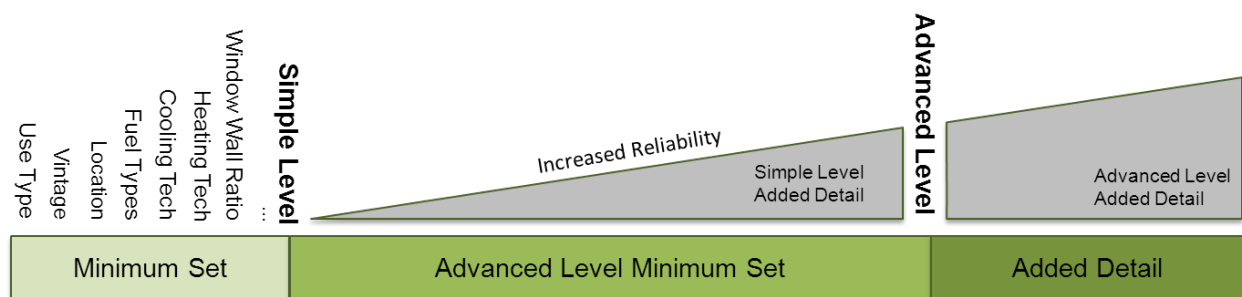 Use Type
Vintage
Location
Fuel Types
Cooling Tech
Heating Tech
Window Wall Ratio
...
Simple Level
Increased Reliability
Simple Level
Added Detail
Advanced Level
Advanced Level
Added Detail
Minimum Set
Advanced Level Minimum Set
Added Detail